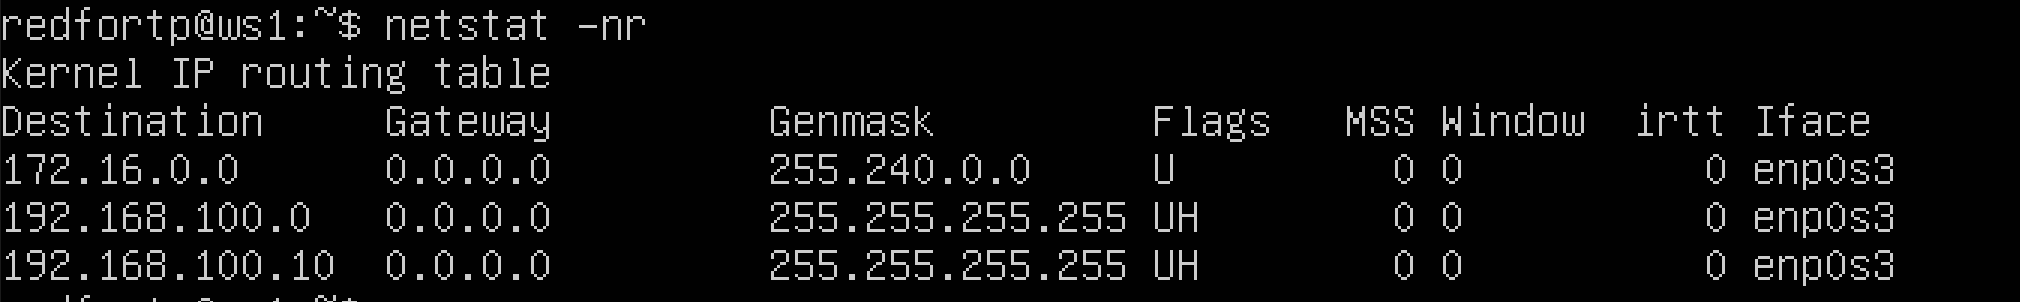 redfortp@ws1:~$ netstat -nr
Kernel IP routing table
Destination     Gateway         Genmask         Flags   MSS Window  irtt Iface
172.16.0.0      0.0.0.0         255.240.0.0     U         0 0          0 enp0s3
192.168.100.0   0.0.0.0         255.255.255.255 UH        0 0          0 enp0s3
192.168.100.10  0.0.0.0         255.255.255.255 UH        0 0          0 enp0s3
redfortp@ws1:~$